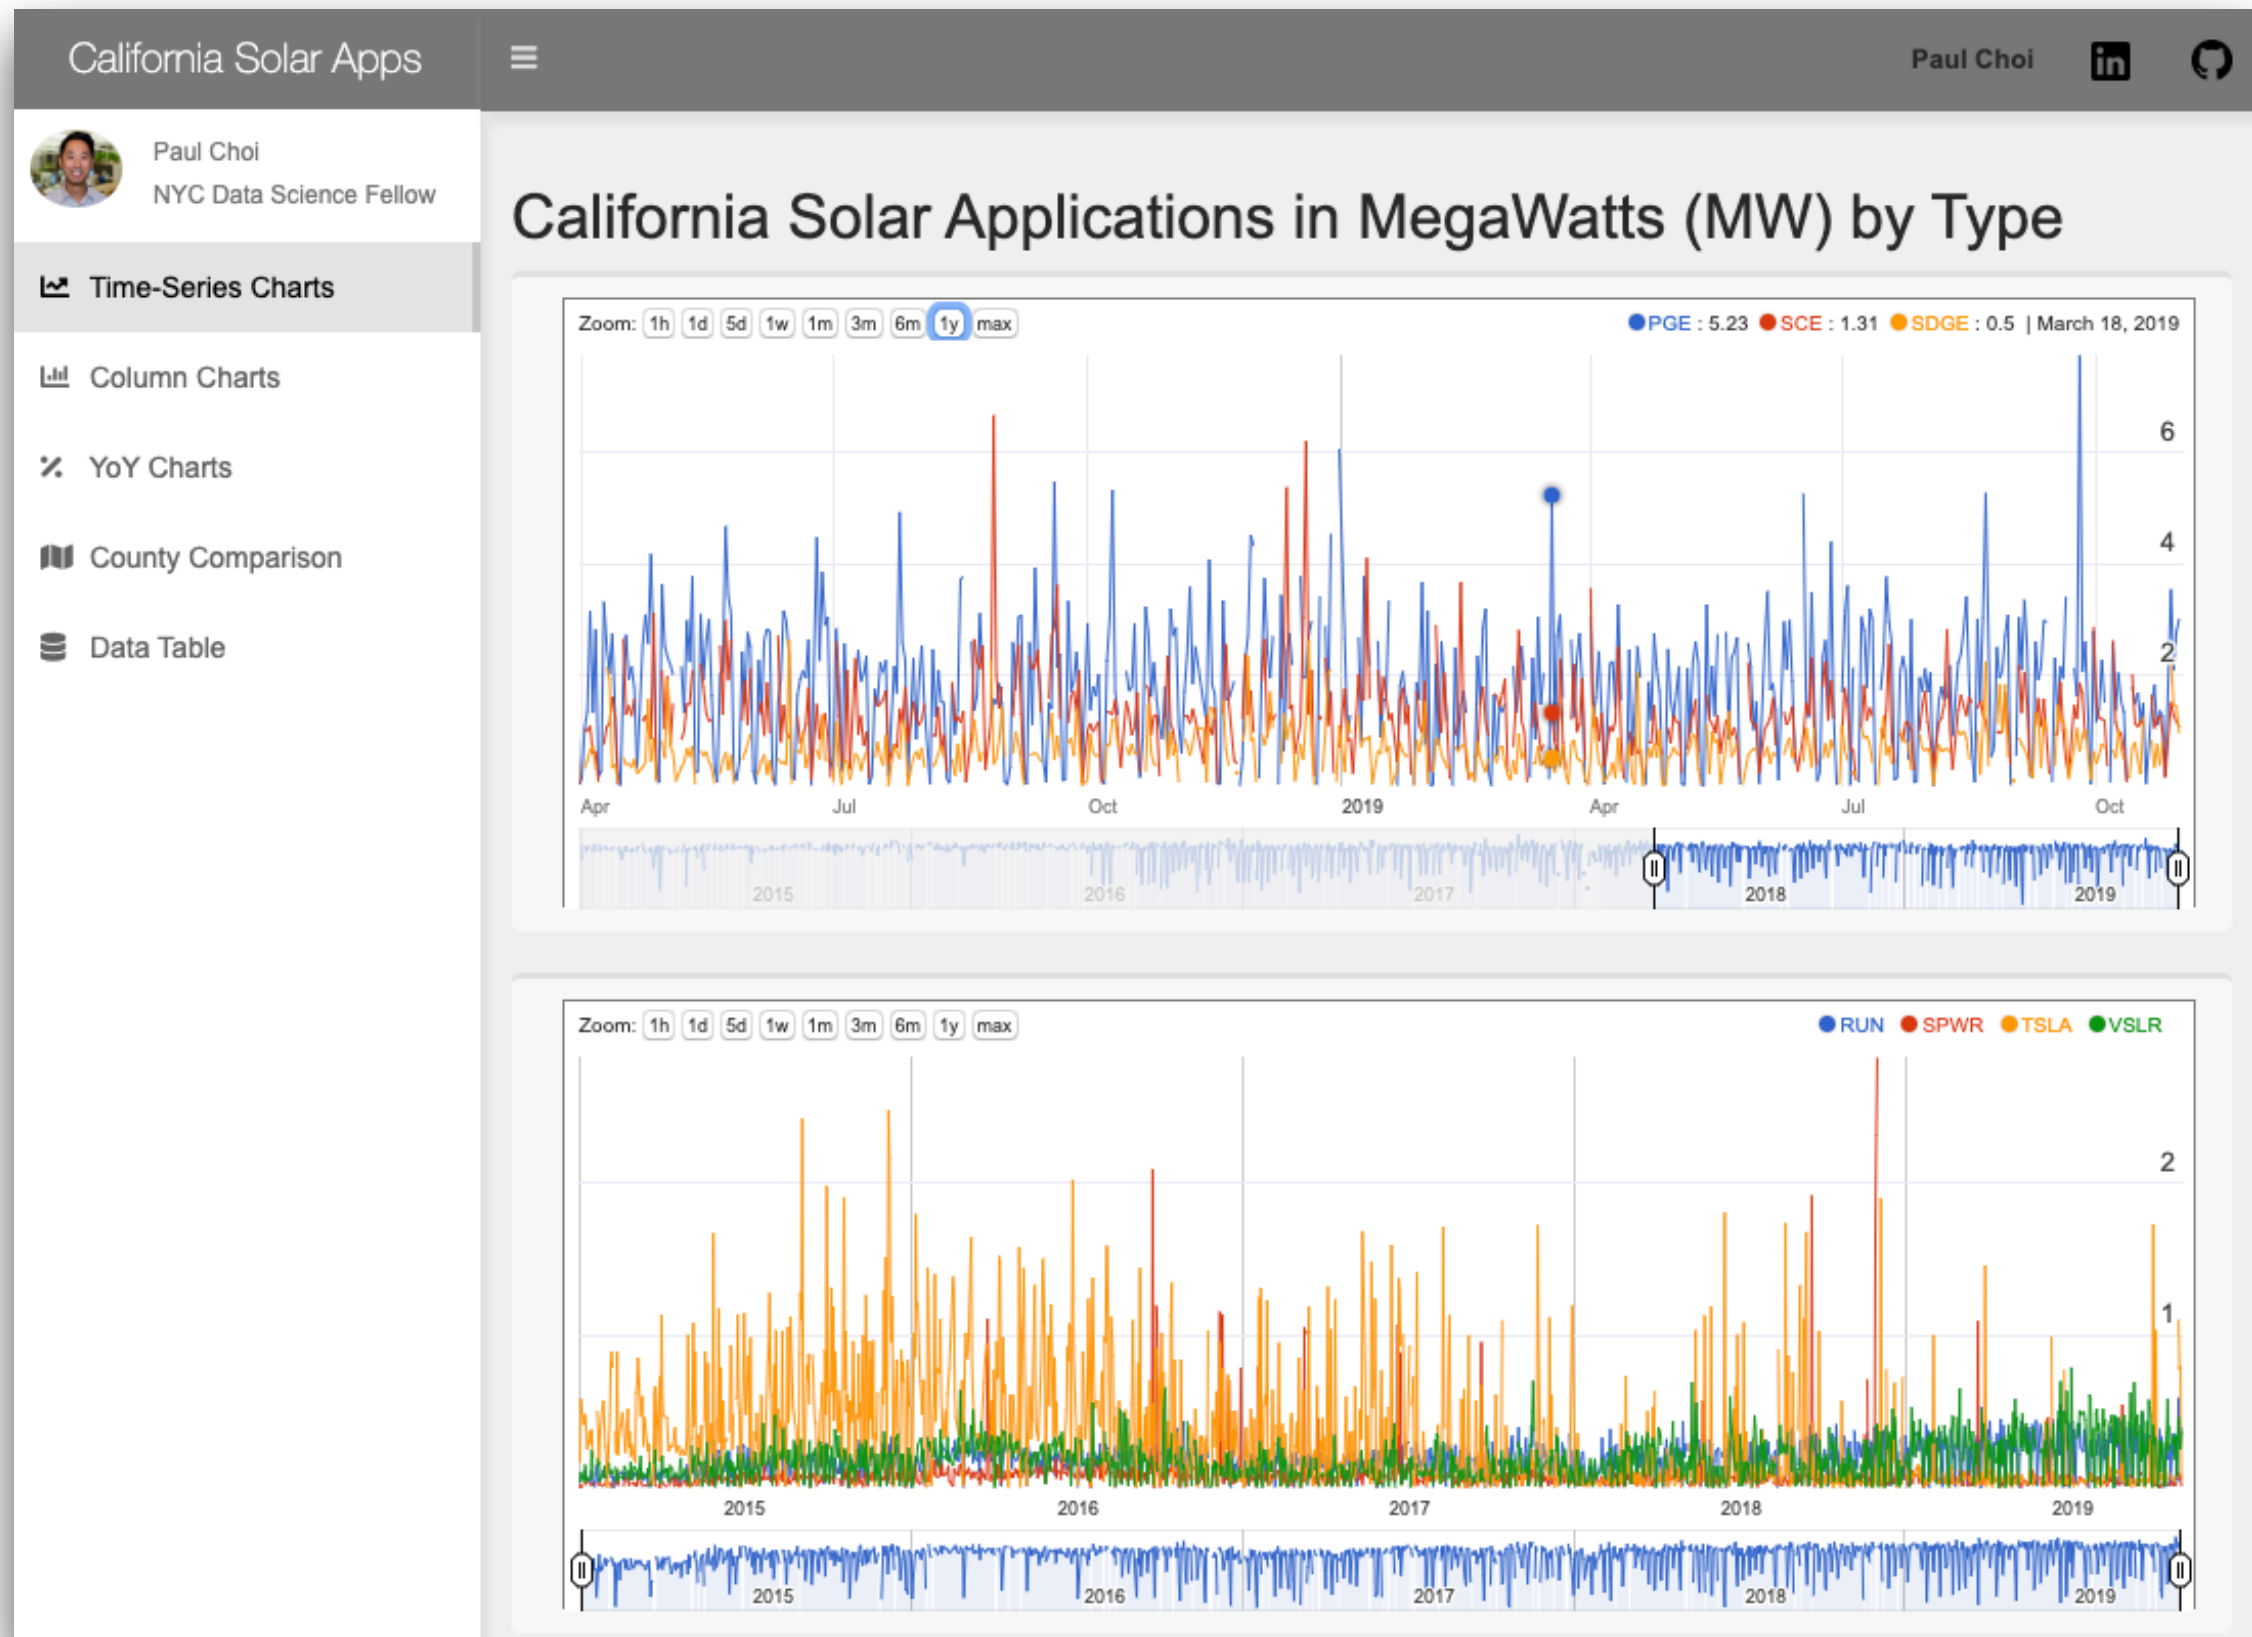 California Solar Apps
Paul Choi
in
Paul Choi
NYC Data Science Fellow
Time-Series Charts
Column Charts
YoY Charts
County Comparison
Data Table
California Solar Applications in MegaWatts (MW) by Type
Zoom: 1h 1d 5d 1w 1m 3m 6m 1y max
PGE : 5.23 SCE : 1.31 SDGE : 0.5 | March 18, 2019
6
4
2
Apr Jul Oct 2019 Apr Jul Oct
2015 2016 2017 2018 2019
Zoom: 1h 1d 5d 1w 1m 3m 6m 1y max
RUN SPWR TSLA VSLR
2
1
2015 2016 2017 2018 2019
2015 2016 2017 2018 2019